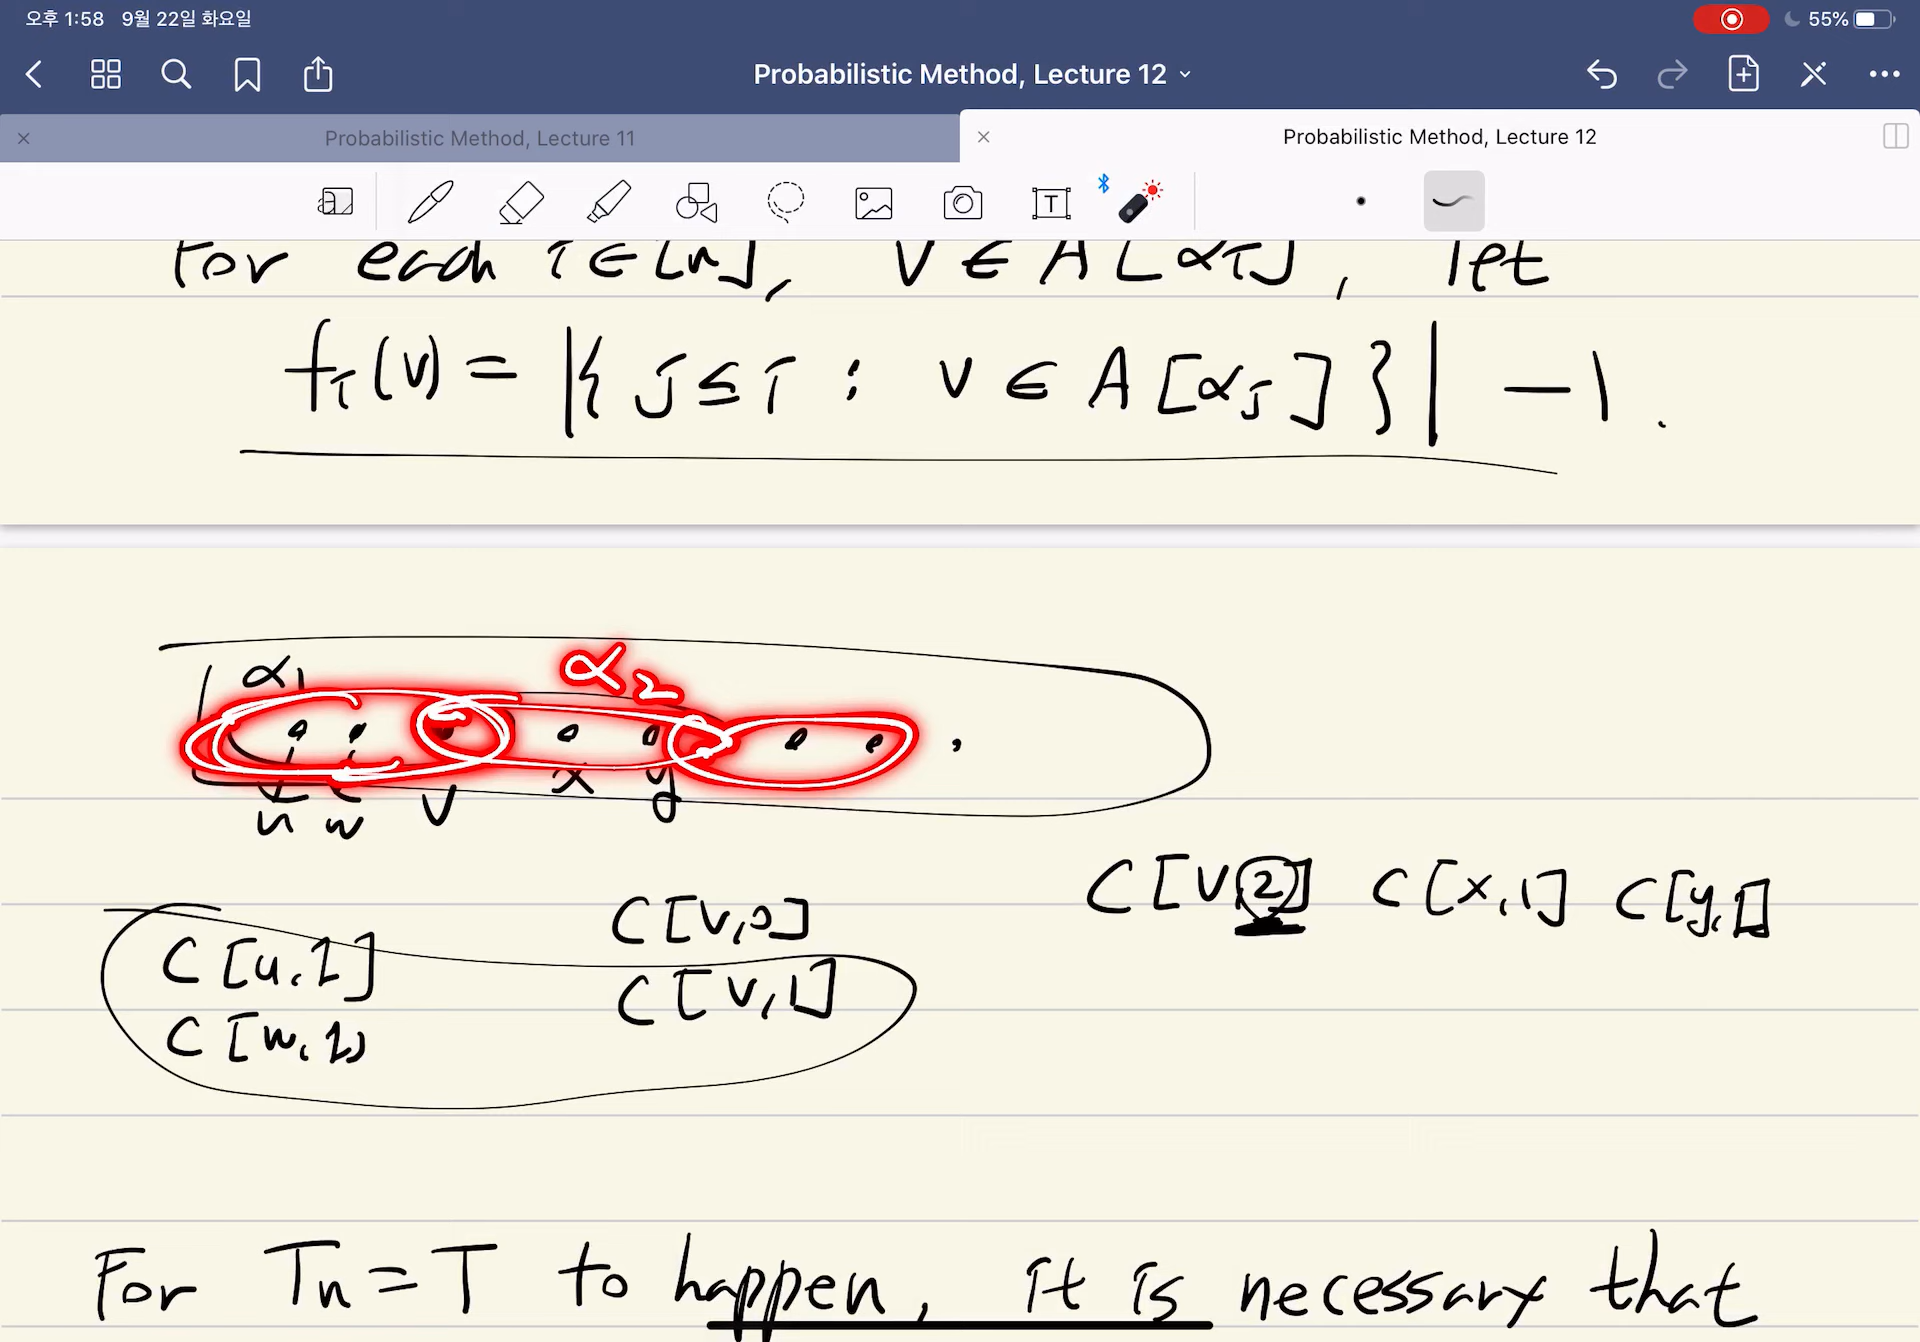 오후 1:58 9월 22일 화요일
55%
Probabilistic Method, Lecture 12
Probabilistic Method, Lecture 11
Probabilistic Method, Lecture 12
For each i ∈ [n], v ∈ A[αi], let
fi(v) = |{ j ≤ i : v ∈ A[αj] }| - 1.
α1 α2
u w v x y
C[v,2] C[x,1] C[y,1]
C[v,0]
C[u,1]
C[v,1]
C[w,1]
For Tn = T to happen, it is necessary that